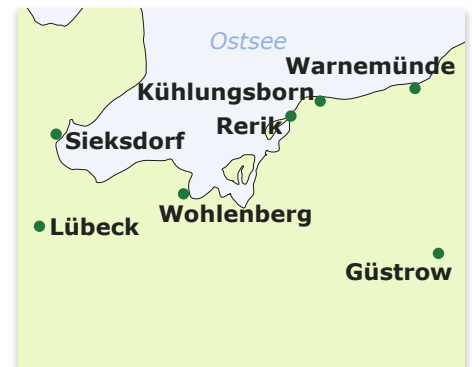 Ostsee
Warnemünde
Kühlungsborn
Rerik
Sieksdorf
Wohlenberg
Lübeck
Güstrow